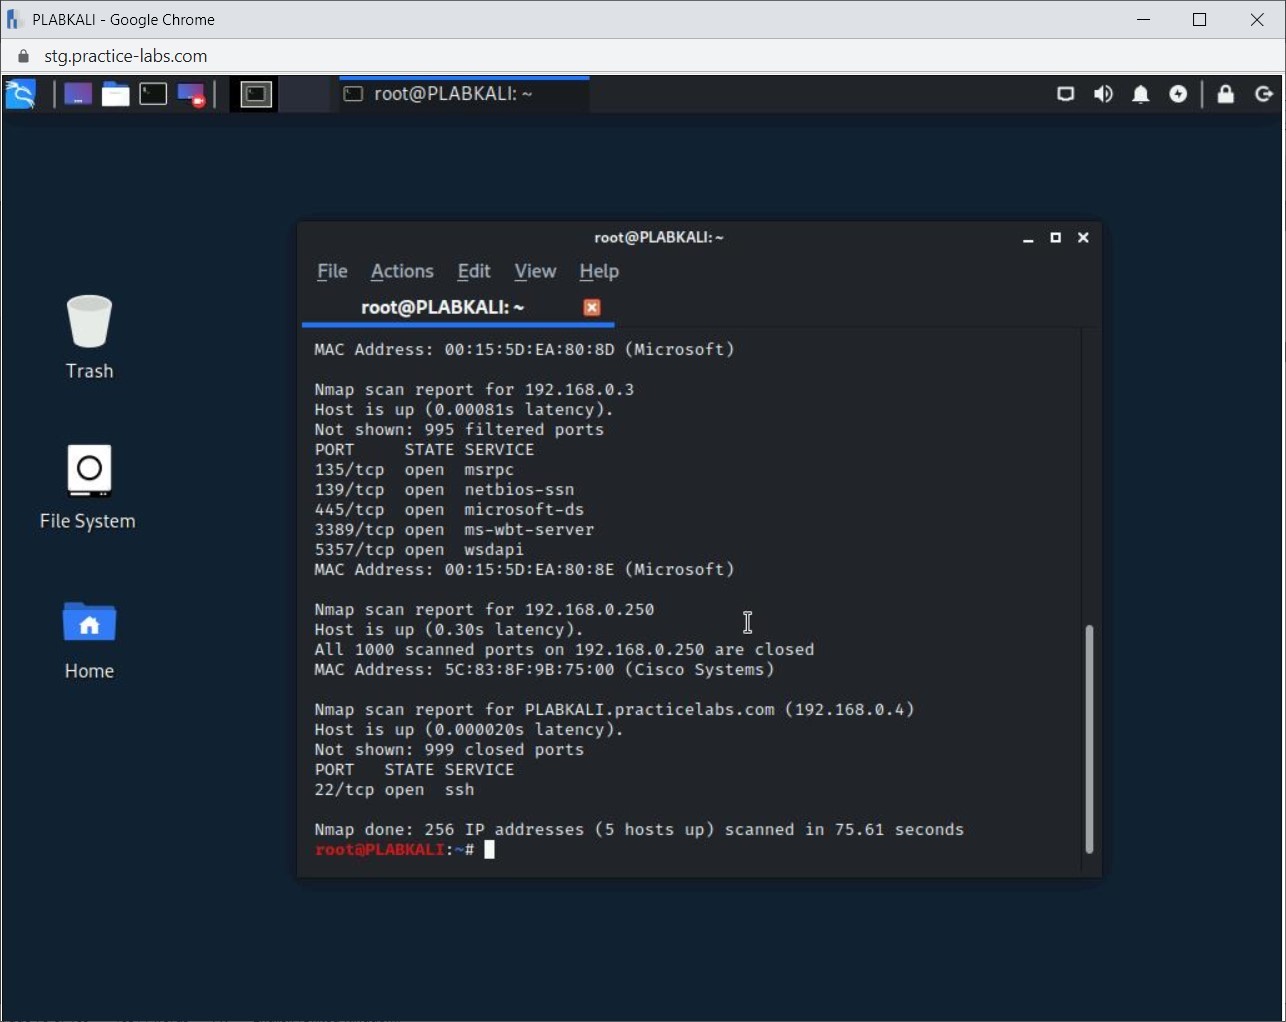 PLABKALI - Google Chrome
stg.practice-labs.com
root@PLABKALI: ~
root@PLABKALI:~
File Actions Edit View Help
root@PLABKALI: ~
Trash
File System
Home
MAC Address: 00:15:5D:EA:80:8D (Microsoft)
Nmap scan report for 192.168.0.3
Host is up (0.00081s latency).
Not shown: 995 filtered ports
PORT     STATE SERVICE
135/tcp  open  msrpc
139/tcp  open  netbios-ssn
445/tcp  open  microsoft-ds
3389/tcp open  ms-wbt-server
5357/tcp open  wsdapi
MAC Address: 00:15:5D:EA:80:8E (Microsoft)
Nmap scan report for 192.168.0.250
Host is up (0.30s latency).
All 1000 scanned ports on 192.168.0.250 are closed
MAC Address: 5C:83:8F:9B:75:00 (Cisco Systems)
Nmap scan report for PLABKALI.practicelabs.com (192.168.0.4)
Host is up (0.000020s latency).
Not shown: 999 closed ports
PORT   STATE SERVICE
22/tcp open  ssh
Nmap done: 256 IP addresses (5 hosts up) scanned in 75.61 seconds
root@PLABKALI:~#